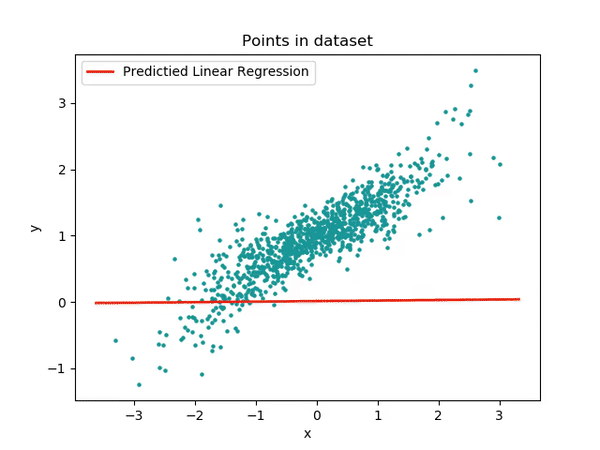 Points in dataset
Predictied Linear Regression
3
2
1
0
−1
y
−3 −2 −1 0 1 2 3
x